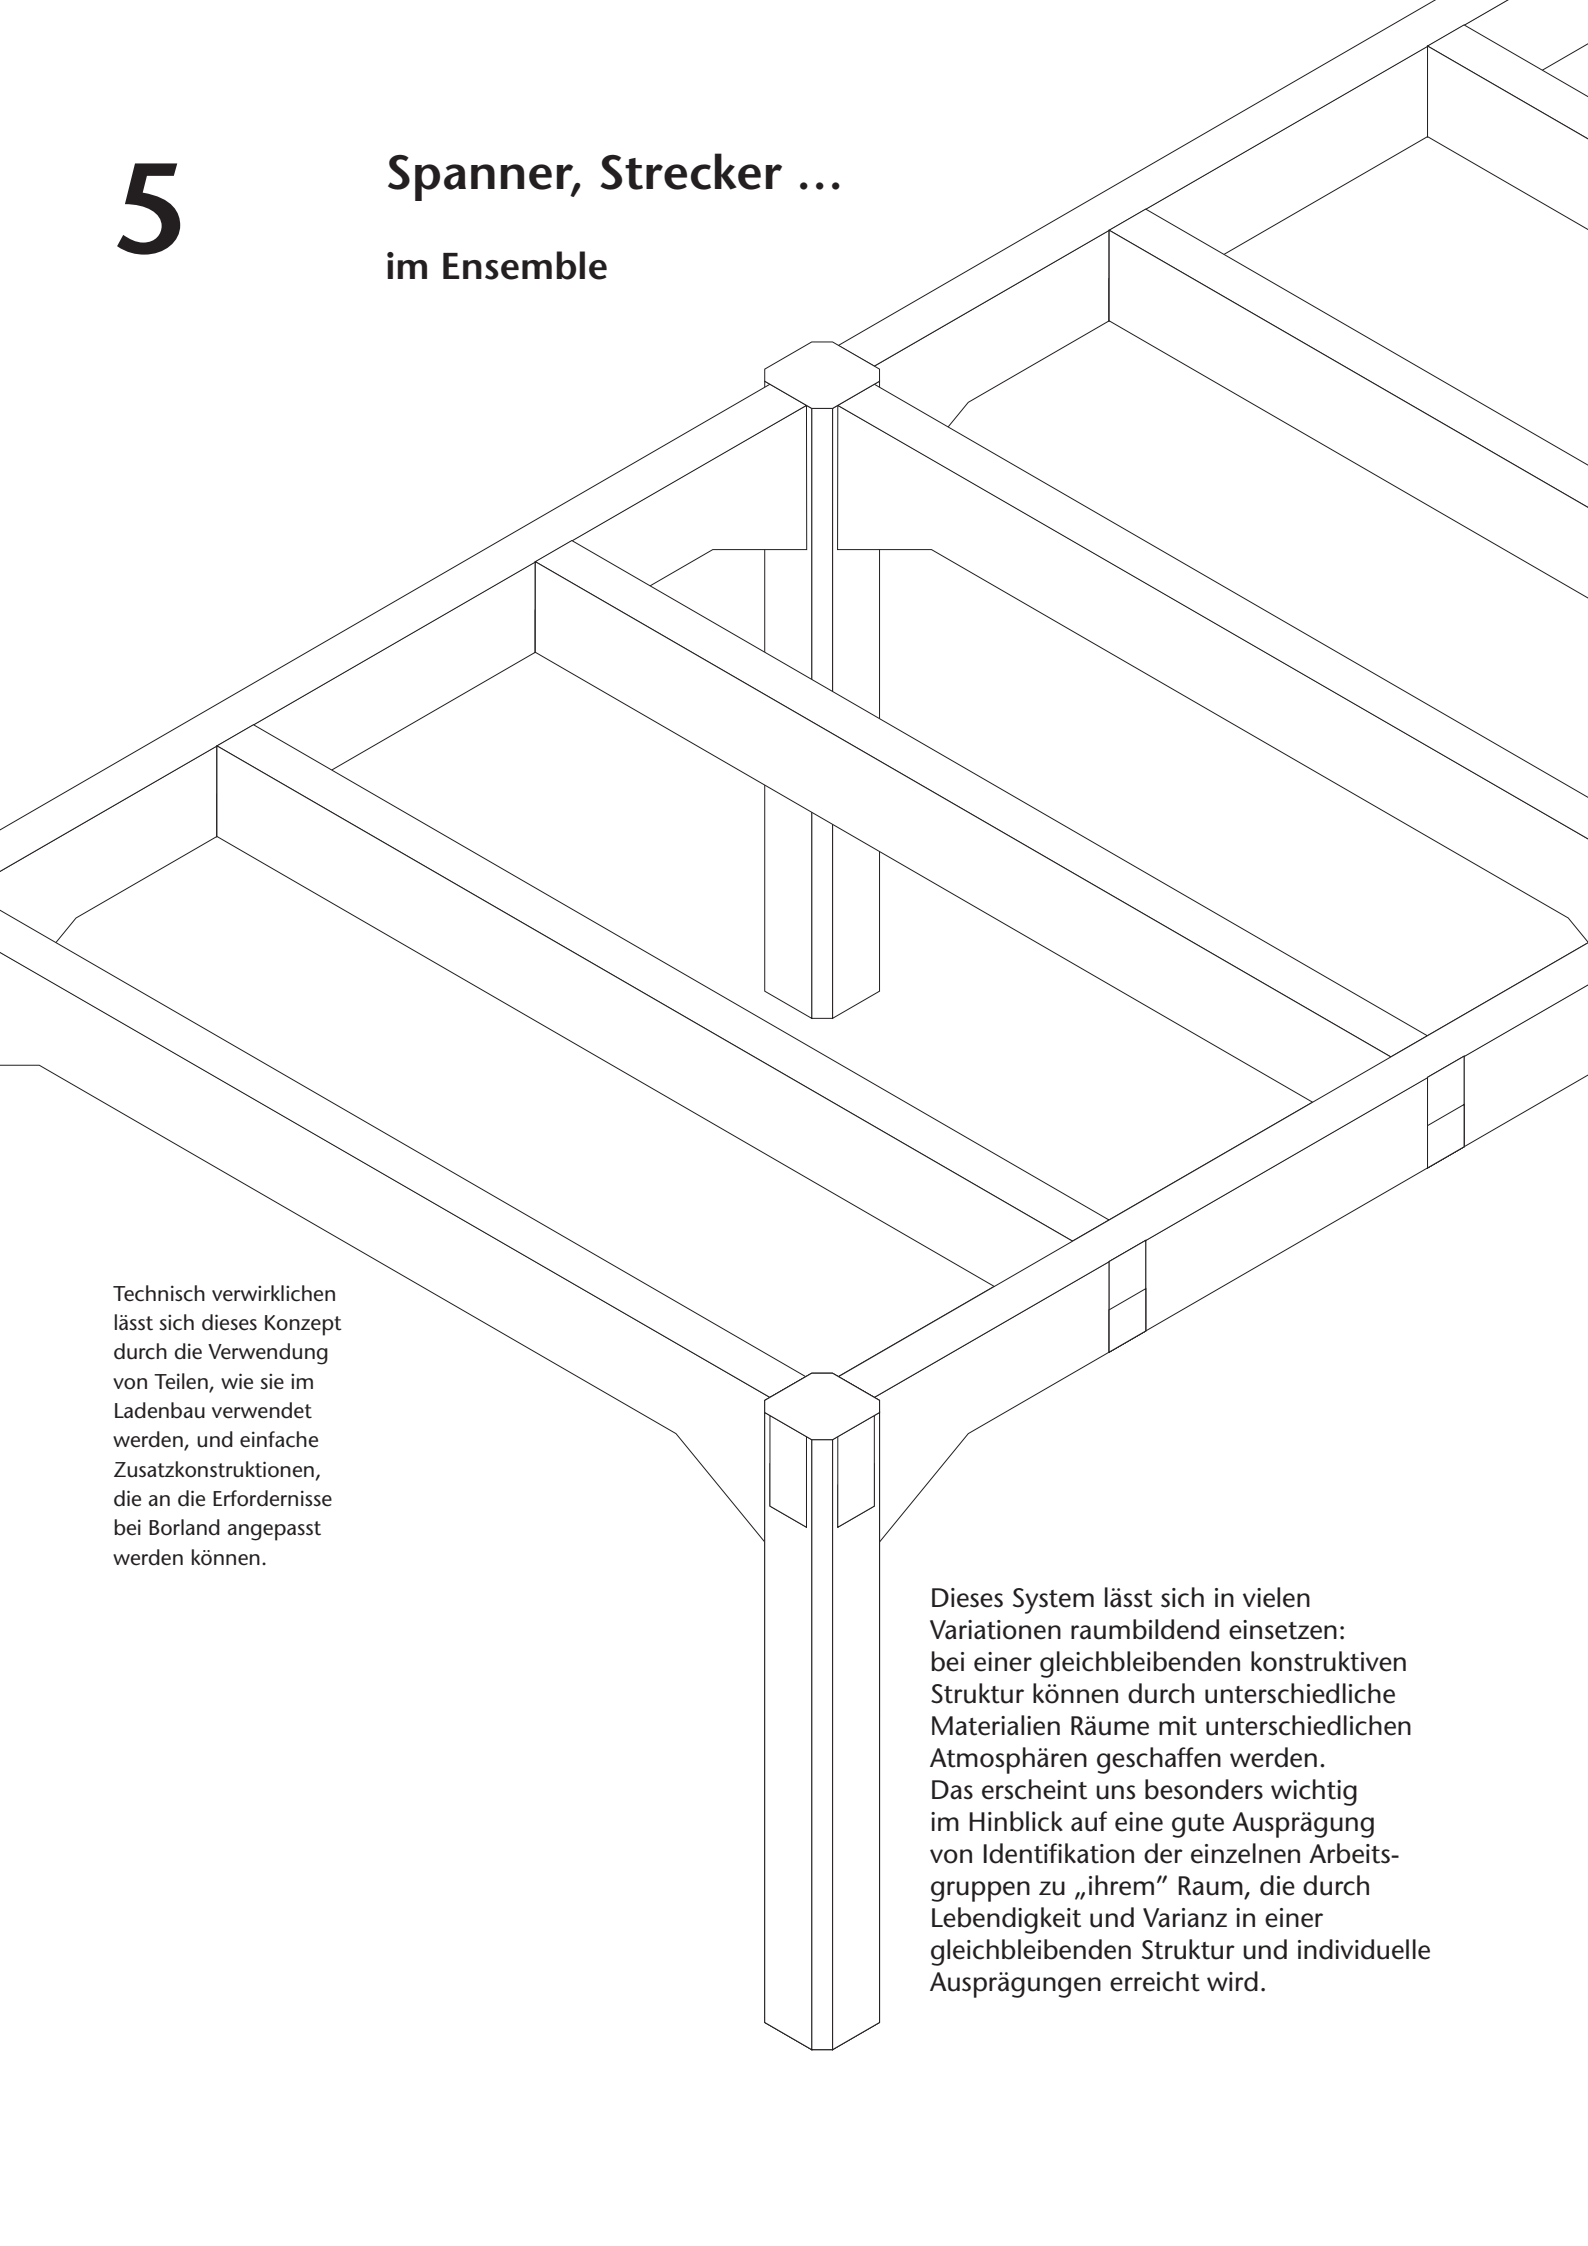 5
Spanner, Strecker …
im Ensemble
Technisch verwirklichen
lässt sich dieses Konzept
durch die Verwendung
von Teilen, wie sie im
Ladenbau verwendet
werden, und einfache
Zusatzkonstruktionen,
die an die Erfordernisse
bei Borland angepasst
werden können.
Dieses System lässt sich in vielen
Variationen raumbildend einsetzen:
bei einer gleichbleibenden konstruktiven
Struktur können durch unterschiedliche
Materialien Räume mit unterschiedlichen
Atmosphären geschaffen werden.
Das erscheint uns besonders wichtig
im Hinblick auf eine gute Ausprägung
von Identifikation der einzelnen Arbeits-
gruppen zu „ihrem” Raum, die durch
Lebendigkeit und Varianz in einer
gleichbleibenden Struktur und individuelle
Ausprägungen erreicht wird.